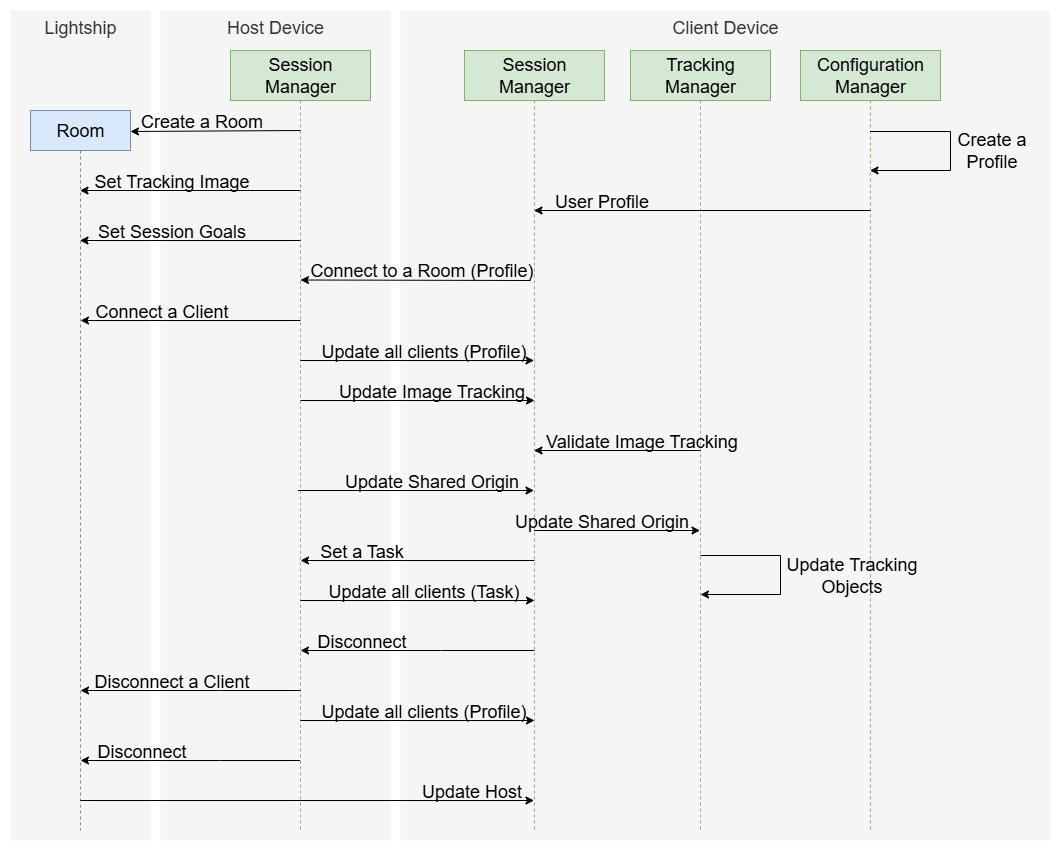 Lightship
Host Device
Client Device
Session
Manager
Session
Manager
Tracking
Manager
Configuration
Manager
Room
Create a Room
Create a
Profile
Set Tracking Image
User Profile
Set Session Goals
Connect to a Room (Profile)
Connect a Client
Update all clients (Profile)
Update Image Tracking
Validate Image Tracking
Update Shared Origin
Update Shared Origin
Set a Task
Update Tracking
Objects
Update all clients (Task)
Disconnect
Disconnect a Client
Update all clients (Profile)
Disconnect
Update Host